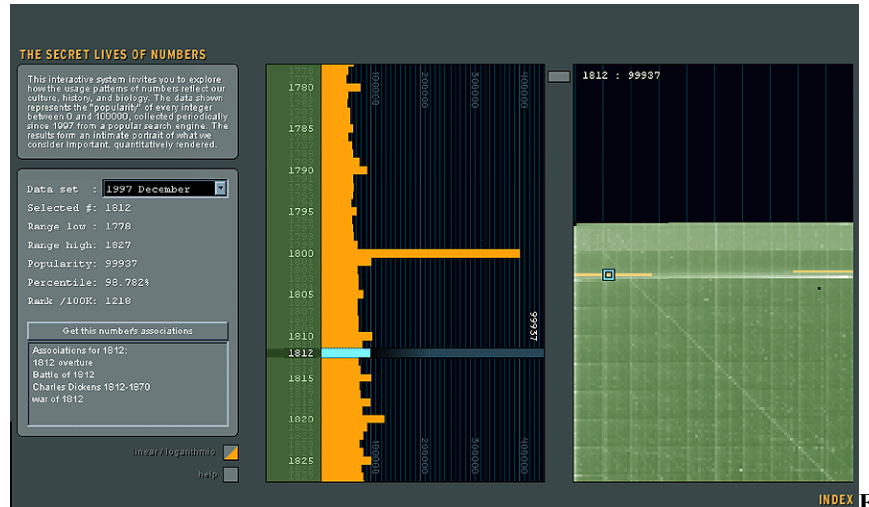 THE SECRET LIVES OF NUMBERS
This interactive system invites you to explore
how the usage patterns of numbers reflect our
culture, history, and biology. The data shown
represents the "popularity" of every integer
between 0 and 100000, collected periodically
since 1997 from a popular search engine. The
results form an intimate portrait of what we
consider important, quantitatively rendered.
Data set : 1997 December
Selected #: 1812
Range low : 1778
Range high: 1827
Popularity: 99937
Percentile: 98.782%
Rank /100K: 1218
Get this number's associations
Associations for 1812:
1812 overture
Battle of 1812
Charles Dickens 1812-1870
war of 1812
linear/logarithmic
help
100000 200000 300000 400000
1780
1785
1790
1795
1800
1805
1810
99937
1812
1815
1820
1825
100000 200000 300000 400000
1812 : 99937
INDEX